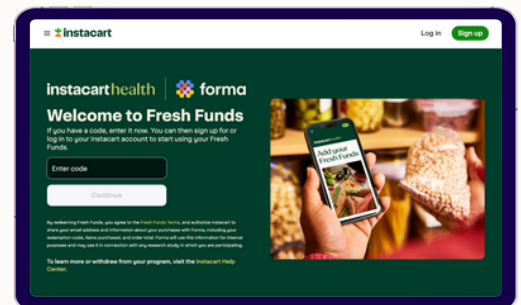 instacart
Log in
Sign up
instacart health
forma
Welcome to Fresh Funds
If you have a code, enter it now. You can then sign up for or
log in to your Instacart account to start using your Fresh
Funds.
Enter code
Continue
By redeeming Fresh Funds, you agree to the Fresh Funds Terms, and authorize Instacart to
share your email address and information about your purchases with Forma, including your
redemption code, items purchased, and order total. Forma will use this information for internal
purposes and may use it in connection with any research study in which you are participating.
To learn more or withdraw from your program, visit the Instacart Help
Center.
Add your
Fresh Funds